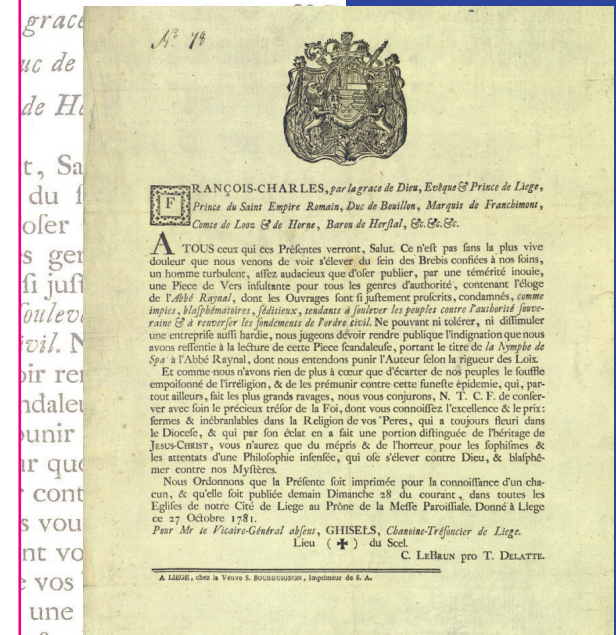 grace
uc de
de H
t, Sa
du f
oſer
s gen
ſi juſt
ſouleve
ivil. N
oir ren
ndaleu
punir
ur que
cont
s vou
nt vo
e vos
une
N.º 78
FRANÇOIS-CHARLES, par la grace de Dieu, Evêque & Prince de Liege,
Prince du Saint Empire Romain, Duc de Bouillon, Marquis de Franchimont,
Comte de Looz & de Horne, Baron de Herſtal, &c. &c. &c.
A TOUS ceux qui ces Préſentes verront, Salut. Ce n'eſt pas ſans la plus vive
douleur que nous venons de voir s'élever du ſein des Brebis confiées à nos ſoins,
un homme turbulent, aſſez audacieux que d'oſer publier, par une témérité inouie,
une Piece de Vers inſultante pour tous les genres d'authorité, contenant l'éloge
de l'Abbé Raynal, dont les Ouvrages ſont ſi juſtement proſcrits, condamnés, comme
impies, blaſphématoires, ſéditieux, tendants à ſoulever les peuples contre l'authorité ſouve-
raine & à renverſer les fondements de l'ordre civil. Ne pouvant ni tolérer, ni diſſimuler
une entrepriſe auſſi hardie, nous jugeons devoir rendre publique l'indignation que nous
avons reſſentie à la lecture de cette Piece ſcandaleuſe, portant le titre de la Nymphe de
Spa à l'Abbé Raynal, dont nous entendons punir l'Auteur ſelon la rigueur des Loix.
Et comme nous n'avons rien de plus à cœur que d'écarter de nos peuples le ſouffle
empoiſonné de l'irréligion, & de les prémunir contre cette funeſte épidemie, qui, par-
tout ailleurs, fait les plus grands ravages, nous vous conjurons, N. T. C. F. de conſer-
ver avec ſoin le précieux tréſor de la Foi, dont vous connoiſſez l'excellence & le prix:
fermes & inébranlables dans la Religion de vos Peres, qui a toujours fleuri dans
le Dioceſe, & qui par ſon éclat en a fait une portion diſtinguée de l'héritage de
JESUS-CHRIST, vous n'aurez que du mépris & de l'horreur pour les ſophiſmes &
les attentats d'une Philoſophie inſenſée, qui oſe s'élever contre Dieu, & blaſphê-
mer contre nos Myſtères.
Nous Ordonnons que la Préſente ſoit imprimée pour la connoiſſance d'un cha-
cun, & qu'elle ſoit publiée demain Dimanche 28 du courant, dans toutes les
Egliſes de notre Cité de Liege au Prône de la Meſſe Paroiſſiale. Donné à Liege
ce 27 Octobre 1781.
Pour Mr le Vicaire-Général abſent, GHISELS, Chanoine-Tréfoncier de Liege.
Lieu ( ✠ ) du Scel.
C. LEBRUN pro T. DELATTE.
A LIEGE, chez la Veuve S. BOURGUIGNON, Imprimeur de S. A.